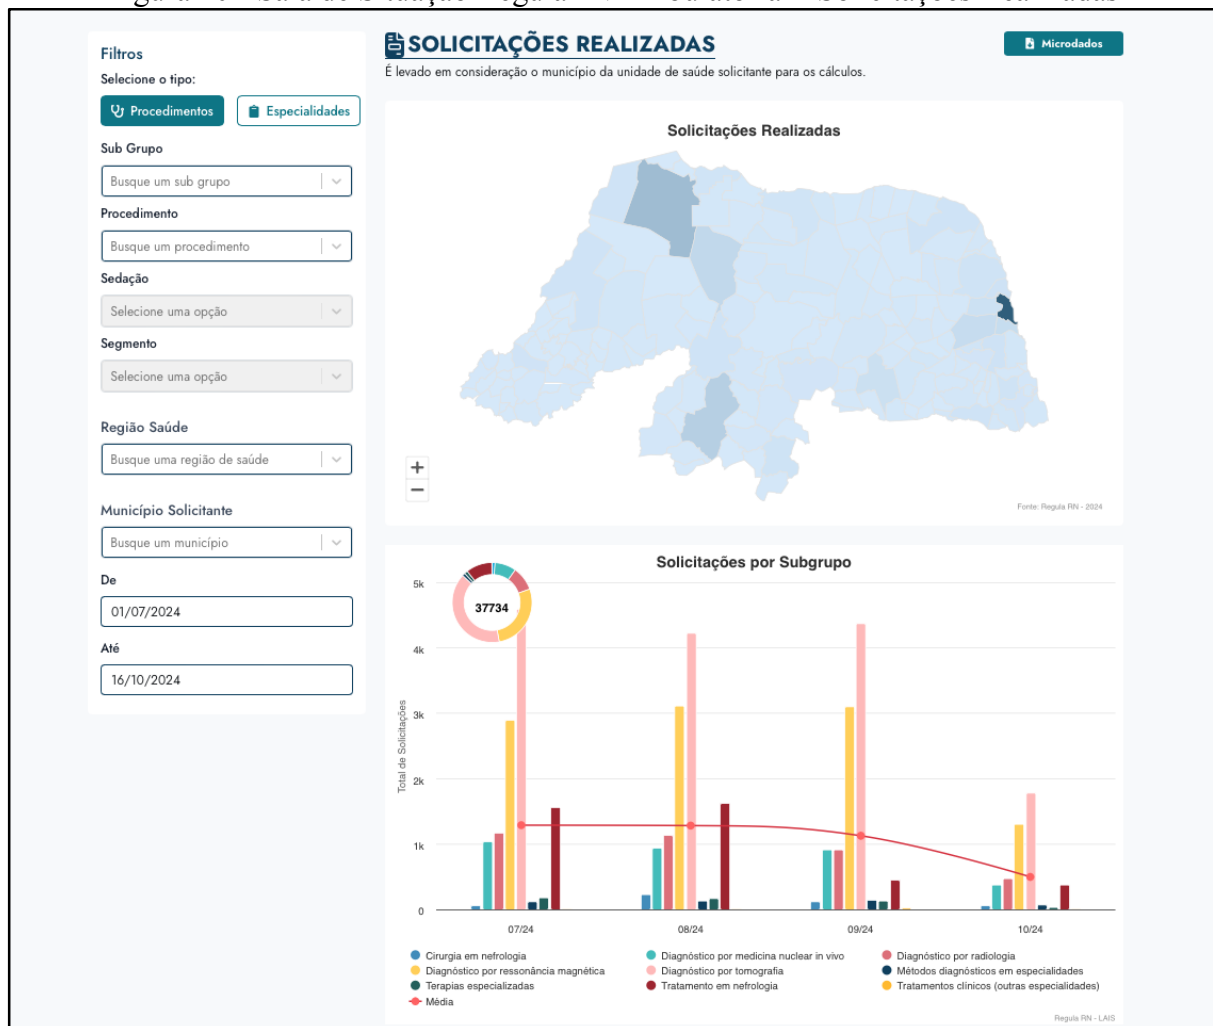 Filtros
Selecione o tipo:
Procedimentos
Especialidades
Sub Grupo
Busque um sub grupo
Procedimento
Busque um procedimento
Sedação
Selecione uma opção
Segmento
Selecione uma opção
Região Saúde
Busque uma região de saúde
Município Solicitante
Busque um município
De
01/07/2024
Até
16/10/2024
SOLICITAÇÕES REALIZADAS
Microdados
É levado em consideração o município da unidade de saúde solicitante para os cálculos.
Solicitações Realizadas
+
−
Fonte: Regula RN - 2024
Solicitações por Subgrupo
37734
Total de Solicitações
5k
4k
3k
2k
1k
0
07/24
08/24
09/24
10/24
Cirurgia em nefrologia
Diagnóstico por medicina nuclear in vivo
Diagnóstico por radiologia
Diagnóstico por ressonância magnética
Diagnóstico por tomografia
Métodos diagnósticos em especialidades
Terapias especializadas
Tratamento em nefrologia
Tratamentos clínicos (outras especialidades)
Média
Regula RN - LAIS